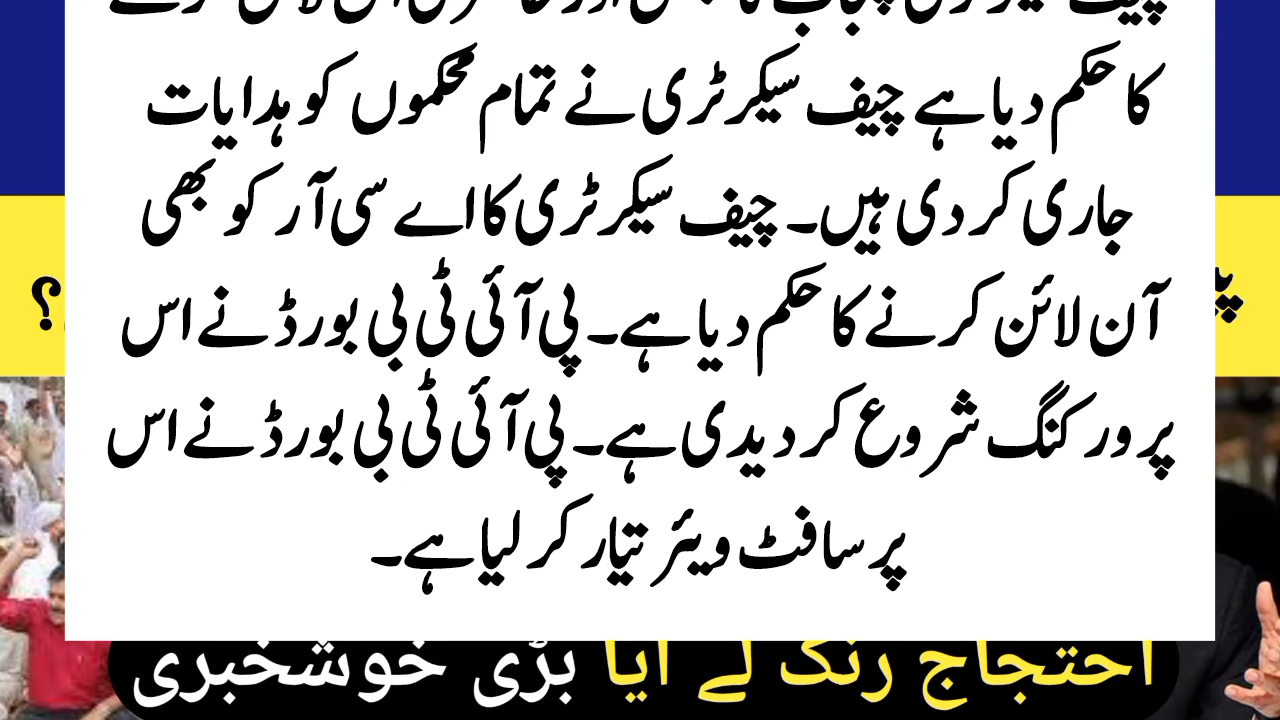 کا حکم دیا ہے چیف سیکرٹری نے تمام محکموں کو ہدایات
جاری کر دی ہیں۔ چیف سیکرٹری کا اے سی آر کو بھی
آن لائن کرنے کا حکم دیا ہے۔ پی آئی ٹی بی بورڈ نے اس
پر ورکنگ شروع کر دیدی ہے۔ پی آئی ٹی بی بورڈ نے اس
پر سافٹ ویئر تیار کر لیا ہے۔
احتجاج رنگ لے آیا بڑی خوشخبری